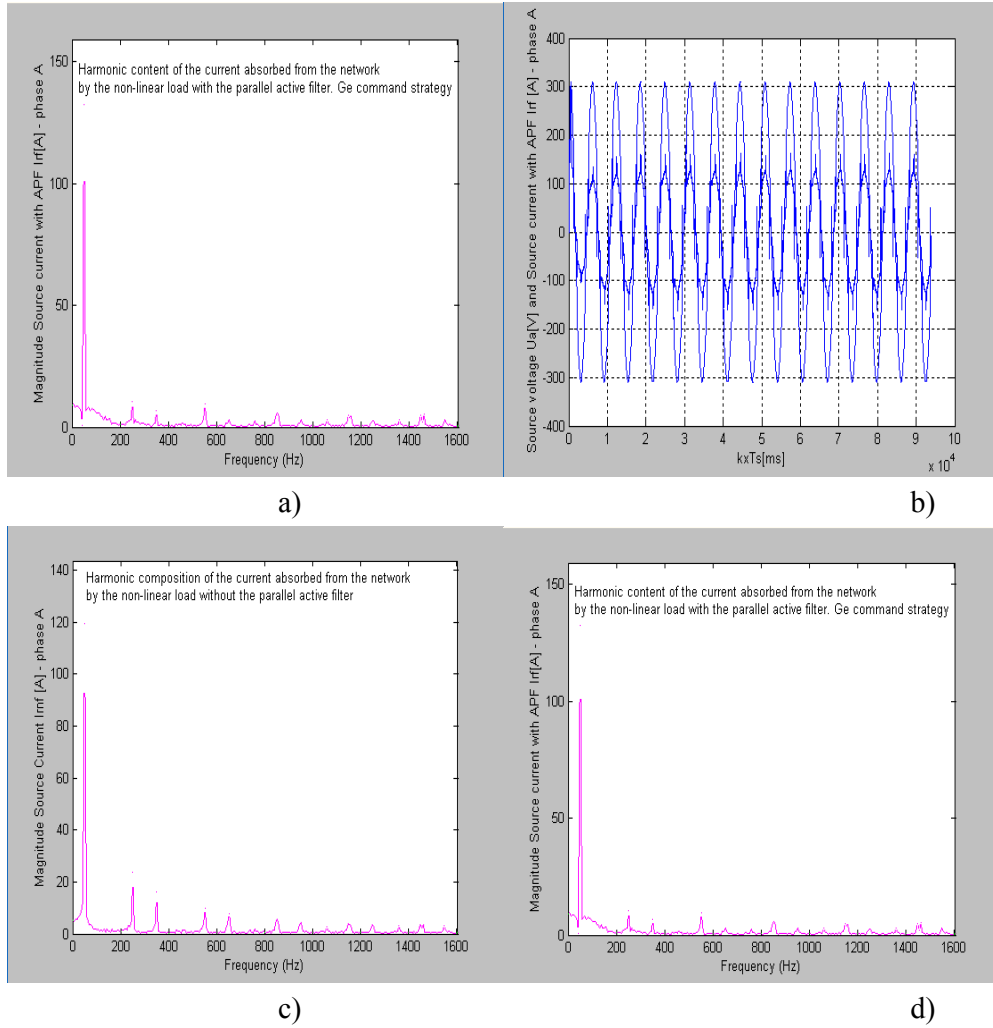 150
100
50
0
0 200 400 600 800 1000 1200 1400 1600
Magnitude Source current with APF Irf[A] - phase A
Harmonic content of the current absorbed from the network
by the non-linear load with the parallel active filter. Ge command strategy
Frequency (Hz)
a)
400
300
200
100
0
-100
-200
-300
-400
0 1 2 3 4 5 6 7 8 9 10
Source voltage Ua[V] and Source current with APF Irf [A] - phase A
kxTs[ms]
x 10^4
b)
140
120
100
80
60
40
20
0
0 200 400 600 800 1000 1200 1400 1600
Magnitude Source Current Irnf [A] - phase A
Harmonic composition of the current absorbed from the network
by the non-linear load without the parallel active filter
Frequency (Hz)
c)
150
100
50
0
0 200 400 600 800 1000 1200 1400 1600
Magnitude Source current with APF Irf[A] - phase A
Harmonic content of the current absorbed from the network
by the non-linear load with the parallel active filter. Ge command strategy
Frequency (Hz)
d)